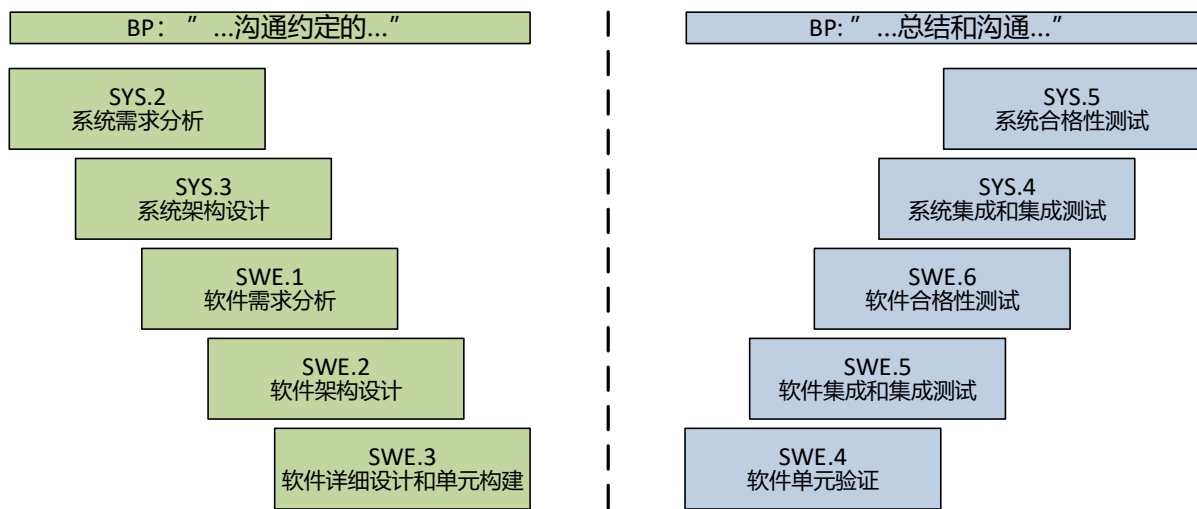 BP： ”…沟通约定的…”
SYS.2
系统需求分析
SYS.3
系统架构设计
SWE.1
软件需求分析
SWE.2
软件架构设计
SWE.3
软件详细设计和单元构建
BP: ”…总结和沟通…”
SYS.5
系统合格性测试
SYS.4
系统集成和集成测试
SWE.6
软件合格性测试
SWE.5
软件集成和集成测试
SWE.4
软件单元验证